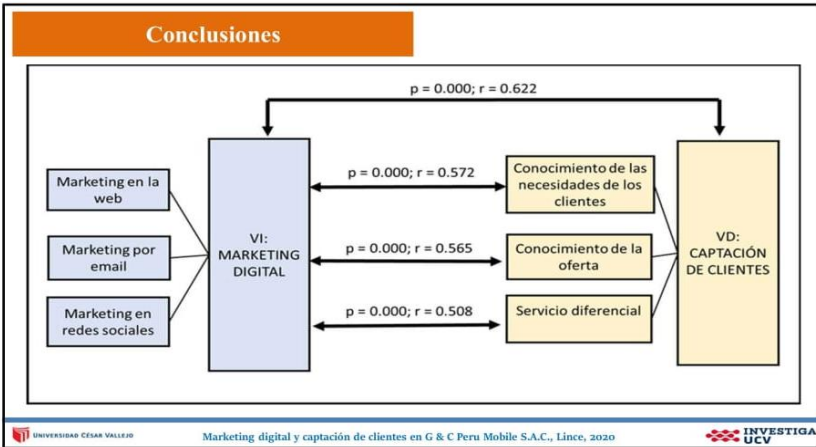 Conclusiones
p = 0.000; r = 0.622
Marketing en la
web
Marketing por
email
Marketing en
redes sociales
VI:
MARKETING
DIGITAL
p = 0.000; r = 0.572
p = 0.000; r = 0.565
p = 0.000; r = 0.508
Conocimiento de las
necesidades de los
clientes
Conocimiento de la
oferta
Servicio diferencial
VD:
CAPTACIÓN
DE CLIENTES
UNIVERSIDAD CÉSAR VALLEJO
Marketing digital y captación de clientes en G & C Peru Mobile S.A.C., Lince, 2020
INVESTIGA
UCV